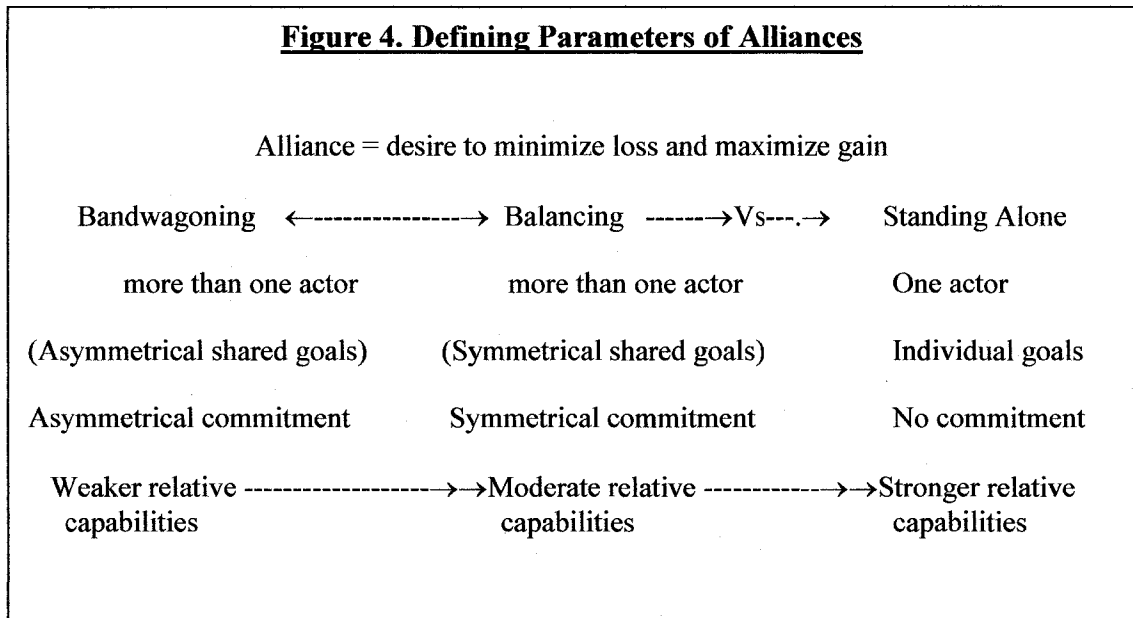 Figure 4. Defining Parameters of Alliances
Alliance = desire to minimize loss and maximize gain
Bandwagoning ←--------------→ Balancing ------→Vs---.→ Standing Alone
more than one actor more than one actor One actor
(Asymmetrical shared goals) (Symmetrical shared goals) Individual goals
Asymmetrical commitment Symmetrical commitment No commitment
Weaker relative -----------------→→Moderate relative -----------→→Stronger relative
capabilities capabilities capabilities